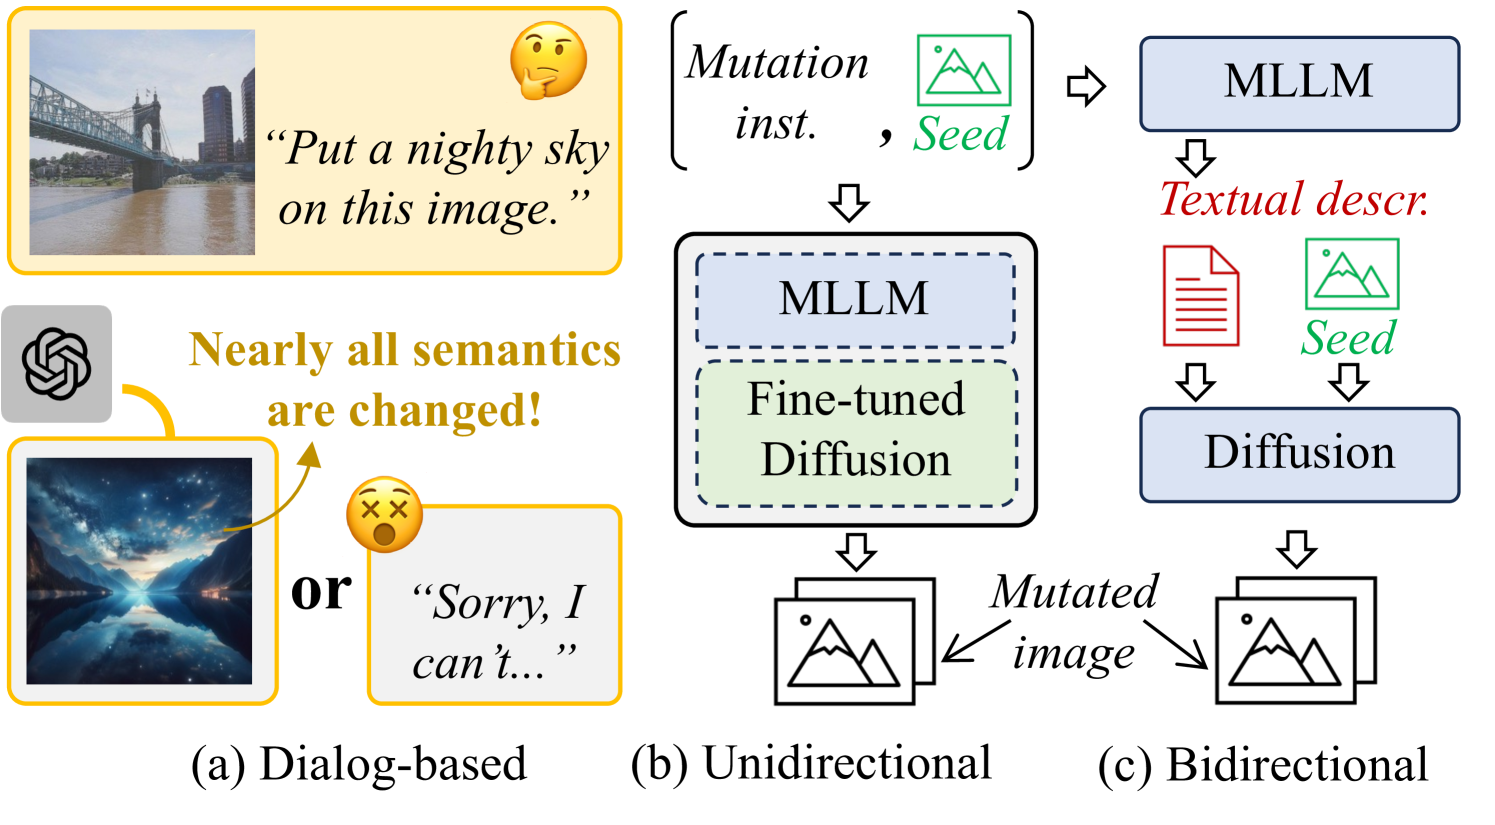 “Put a nighty sky
on this image.”
Nearly all semantics
are changed!
or
“Sorry, I
can’t...”
(a) Dialog-based
Mutation
inst.
,
Seed
MLLM
Fine-tuned
Diffusion
Mutated
image
(b) Unidirectional
MLLM
Textual descr.
Seed
Diffusion
(c) Bidirectional